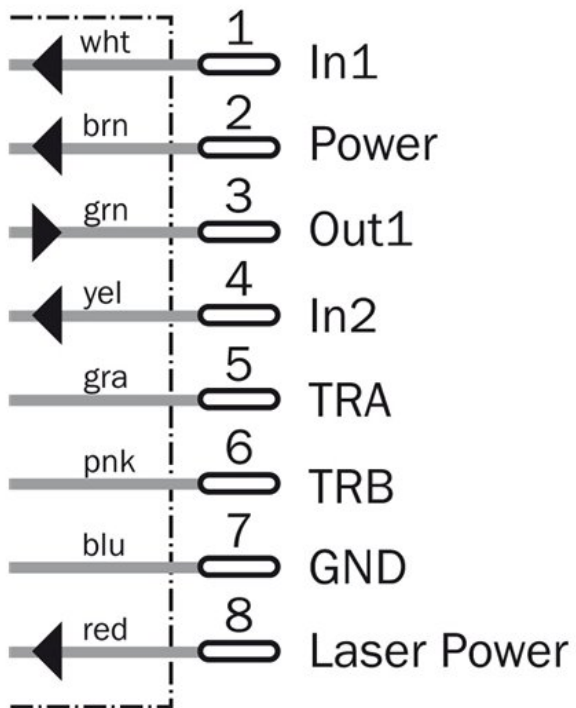 wht 1 In1
brn 2 Power
grn 3 Out1
yel 4 In2
gra 5 TRA
pnk 6 TRB
blu 7 GND
red 8 Laser Power